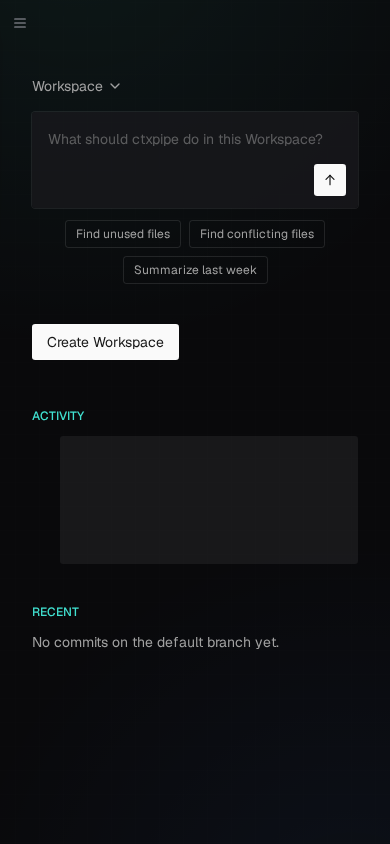 Workspace
What should ctxpipe do in this Workspace?
Find unused files
Find conflicting files
Summarize last week
Create Workspace
ACTIVITY
RECENT
No commits on the default branch yet.